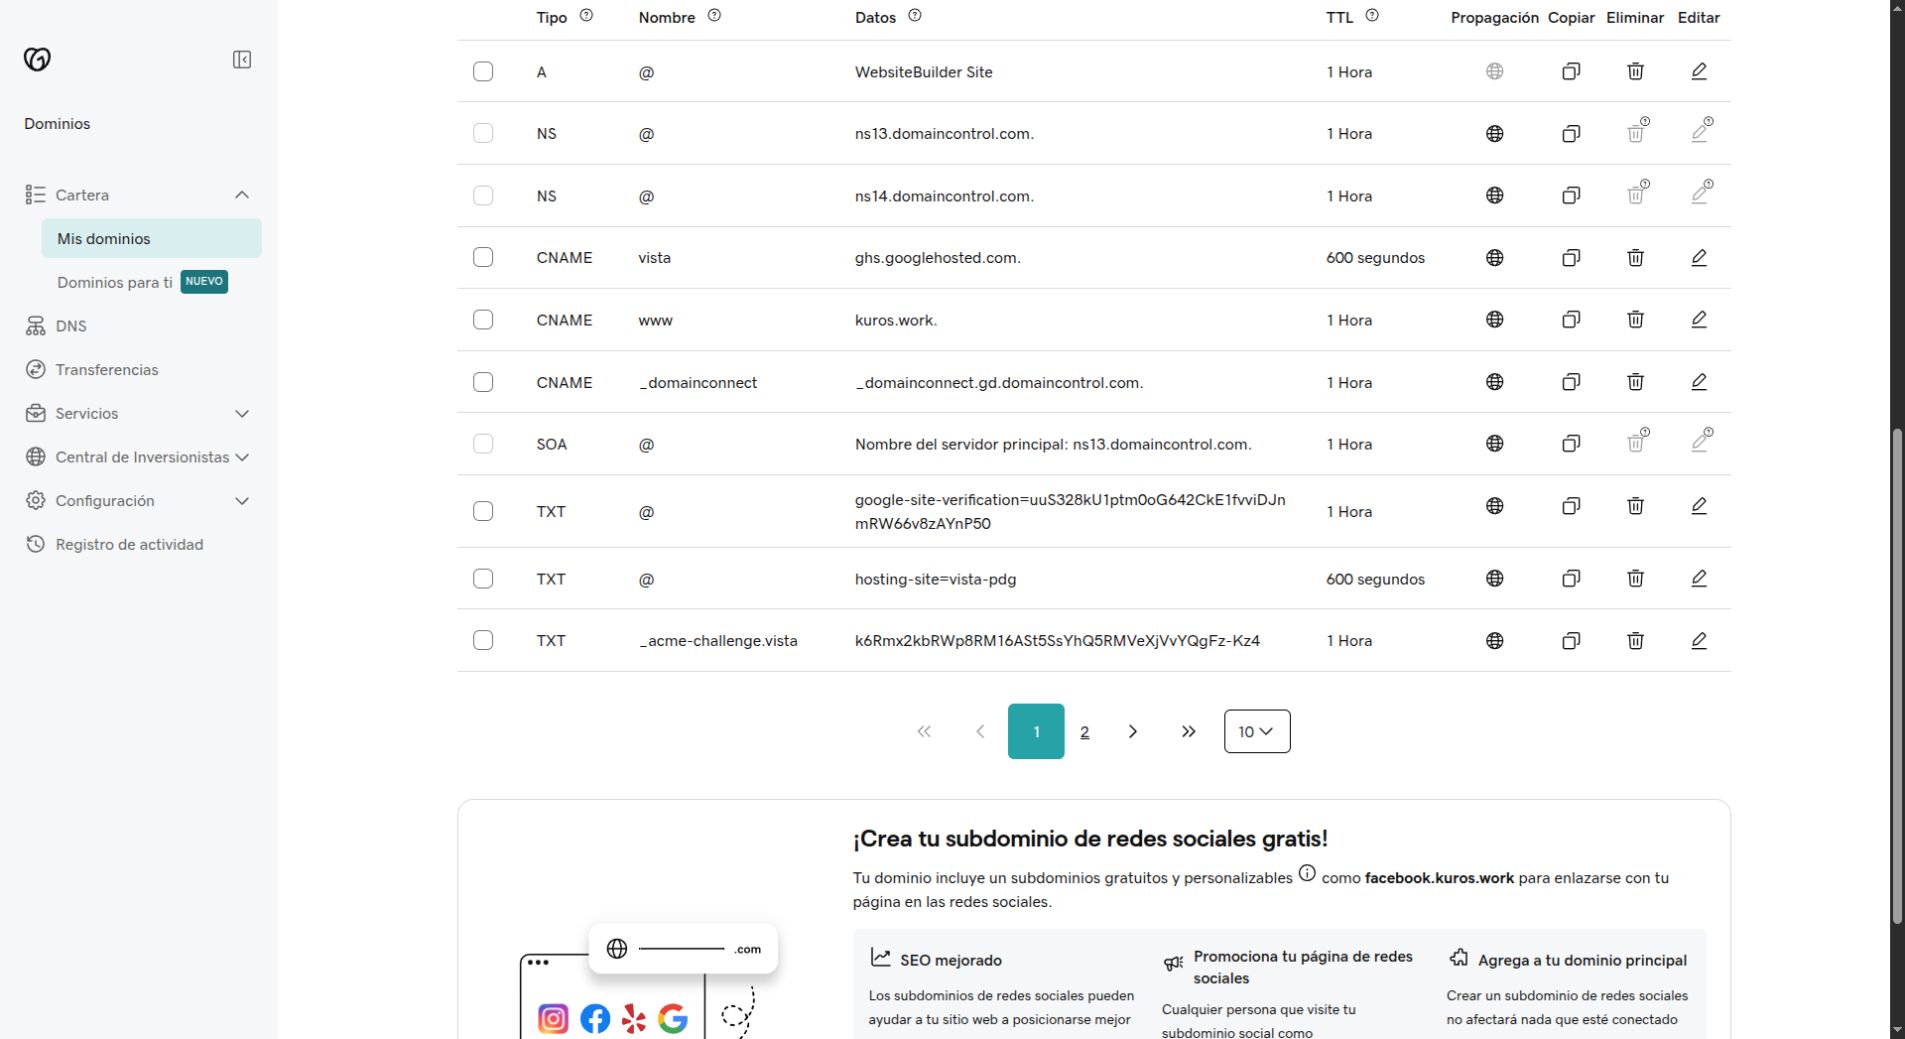 Tipo Nombre Datos TTL Propagación Copiar Eliminar Editar
Dominios
Cartera
Mis dominios
Dominios para ti NUEVO
DNS
Transferencias
Servicios
Central de Inversionistas
Configuración
Registro de actividad
A @ WebsiteBuilder Site 1 Hora
NS @ ns13.domaincontrol.com. 1 Hora
NS @ ns14.domaincontrol.com. 1 Hora
CNAME vista ghs.googlehosted.com. 600 segundos
CNAME www kuros.work. 1 Hora
CNAME _domainconnect _domainconnect.gd.domaincontrol.com. 1 Hora
SOA @ Nombre del servidor principal: ns13.domaincontrol.com. 1 Hora
TXT @ google-site-verification=uuS328kU1ptm0oG642CkE1fvviDJn
mRW66v8zAYnP50 1 Hora
TXT @ hosting-site=vista-pdg 600 segundos
TXT _acme-challenge.vista k6Rmx2kbRWp8RM16ASt5SsYhQ5RMVeXjVvYQgFz-Kz4 1 Hora
1 2 10
¡Crea tu subdominio de redes sociales gratis!
Tu dominio incluye un subdominios gratuitos y personalizables como facebook.kuros.work para enlazarse con tu
página en las redes sociales.
.com
SEO mejorado
Los subdominios de redes sociales pueden
ayudar a tu sitio web a posicionarse mejor
Promociona tu página de redes
sociales
Cualquier persona que visite tu
subdominio social como
Agrega a tu dominio principal
Crear un subdominio de redes sociales
no afectará nada que esté conectado